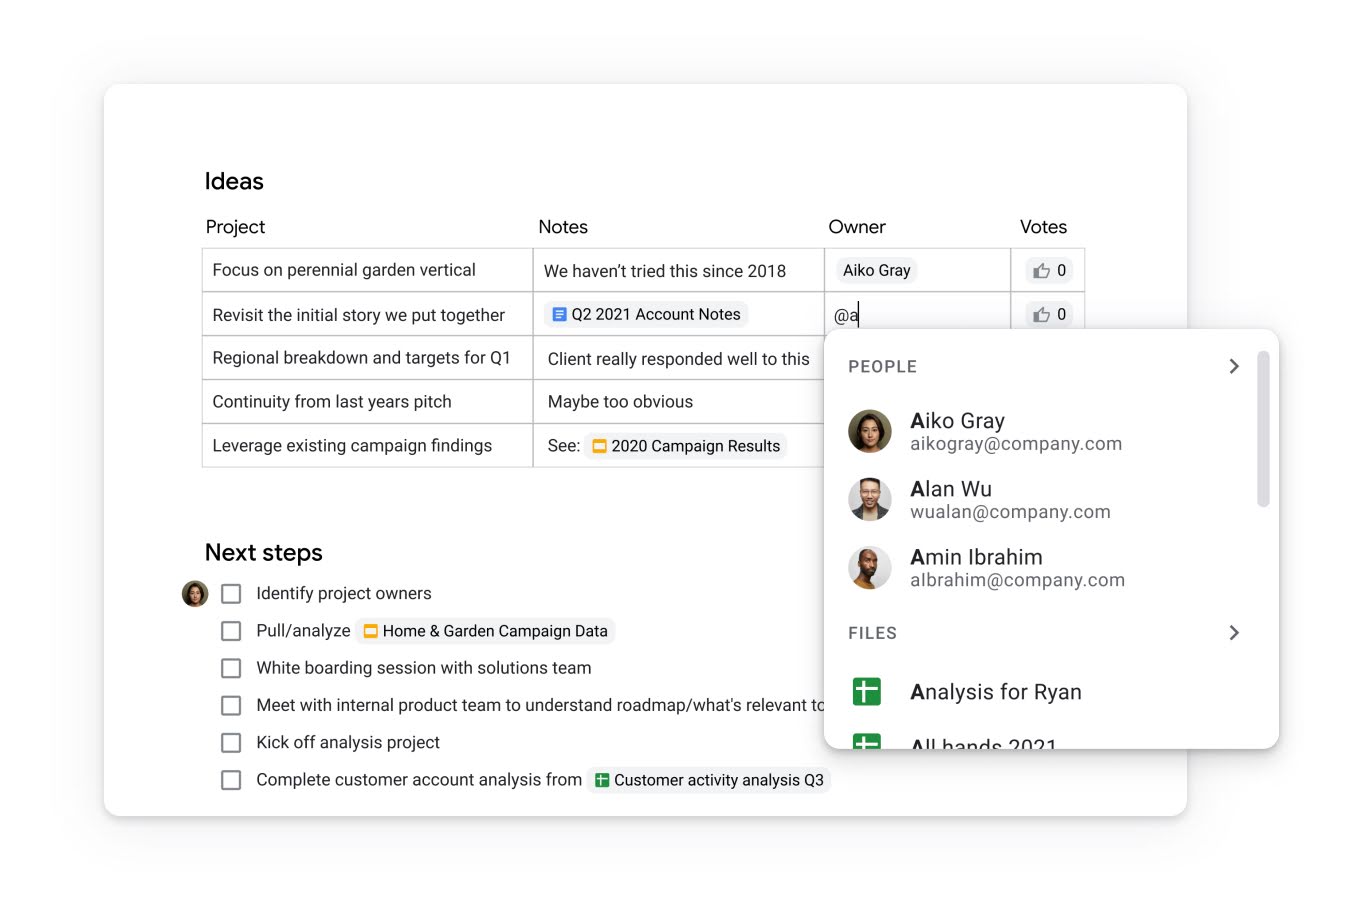 Ideas
Project Notes Owner Votes
Focus on perennial garden vertical We haven’t tried this since 2018 Aiko Gray 0
Revisit the initial story we put together Q2 2021 Account Notes @a 0
Regional breakdown and targets for Q1 Client really responded well to this
Continuity from last years pitch Maybe too obvious
Leverage existing campaign findings See: 2020 Campaign Results
PEOPLE
Aiko Gray
aikogray@company.com
Alan Wu
wualan@company.com
Amin Ibrahim
albrahim@company.com
FILES
Analysis for Ryan
All hands 2021
Next steps
Identify project owners
Pull/analyze Home & Garden Campaign Data
White boarding session with solutions team
Meet with internal product team to understand roadmap/what's relevant to
Kick off analysis project
Complete customer account analysis from Customer activity analysis Q3